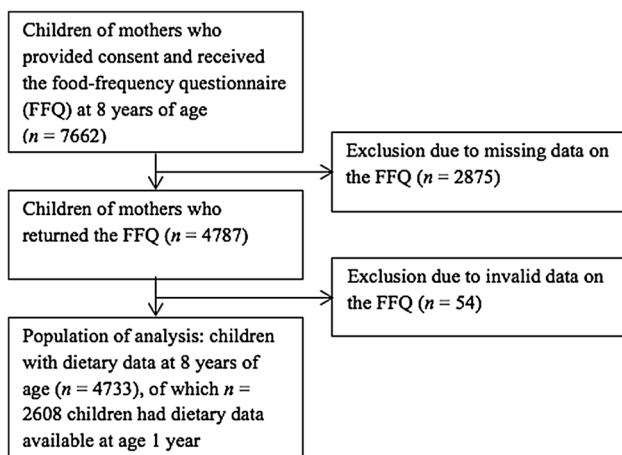 Children of mothers who
provided consent and received
the food-frequency questionnaire
(FFQ) at 8 years of age
(n = 7662)
Exclusion due to missing data on
the FFQ (n = 2875)
Children of mothers who
returned the FFQ (n = 4787)
Exclusion due to invalid data on
the FFQ (n = 54)
Population of analysis: children
with dietary data at 8 years of
age (n = 4733), of which n =
2608 children had dietary data
available at age 1 year